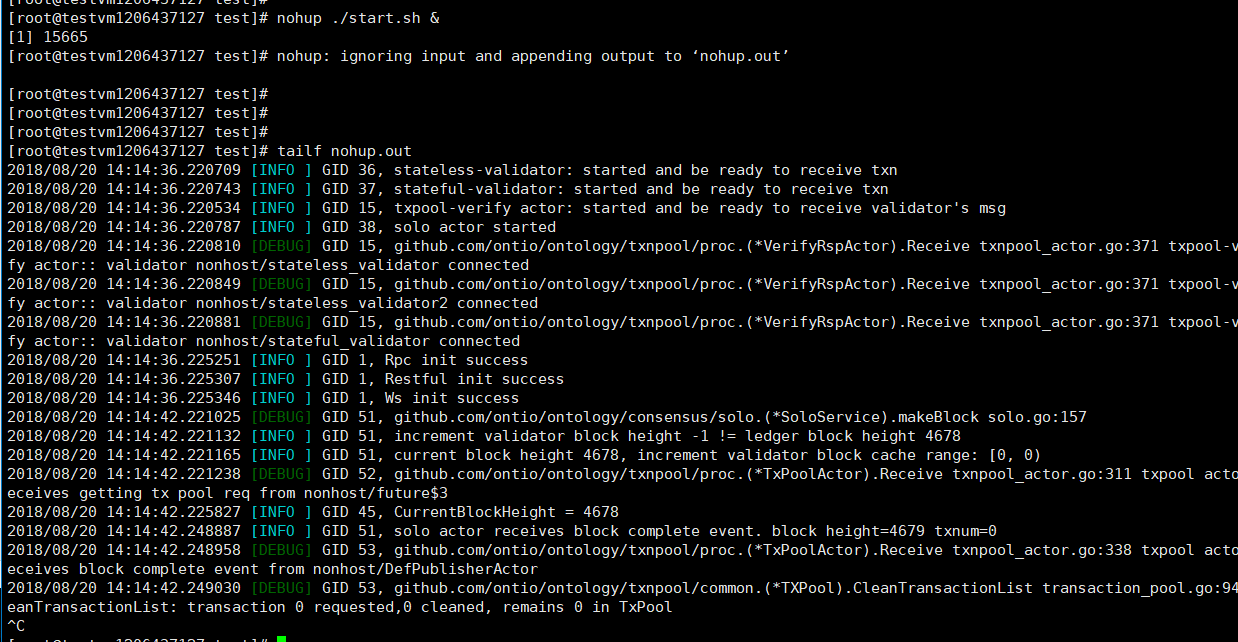 [root@testvm1206437127 test]#
[root@testvm1206437127 test]# nohup ./start.sh &
[1] 15665
[root@testvm1206437127 test]# nohup: ignoring input and appending output to ‘nohup.out’
[root@testvm1206437127 test]#
[root@testvm1206437127 test]#
[root@testvm1206437127 test]#
[root@testvm1206437127 test]# tailf nohup.out
2018/08/20 14:14:36.220709 [INFO ] GID 36, stateless-validator: started and be ready to receive txn
2018/08/20 14:14:36.220743 [INFO ] GID 37, stateful-validator: started and be ready to receive txn
2018/08/20 14:14:36.220534 [INFO ] GID 15, txpool-verify actor: started and be ready to receive validator's msg
2018/08/20 14:14:36.220787 [INFO ] GID 38, solo actor started
2018/08/20 14:14:36.220810 [DEBUG] GID 15, github.com/ontio/ontology/txnpool/proc.(*VerifyRspActor).Receive txnpool_actor.go:371 txpool-v
fy actor:: validator nonhost/stateless_validator connected
2018/08/20 14:14:36.220849 [DEBUG] GID 15, github.com/ontio/ontology/txnpool/proc.(*VerifyRspActor).Receive txnpool_actor.go:371 txpool-v
fy actor:: validator nonhost/stateless_validator2 connected
2018/08/20 14:14:36.220881 [DEBUG] GID 15, github.com/ontio/ontology/txnpool/proc.(*VerifyRspActor).Receive txnpool_actor.go:371 txpool-v
fy actor:: validator nonhost/stateful_validator connected
2018/08/20 14:14:36.225251 [INFO ] GID 1, Rpc init success
2018/08/20 14:14:36.225307 [INFO ] GID 1, Restful init success
2018/08/20 14:14:36.225346 [INFO ] GID 1, Ws init success
2018/08/20 14:14:42.221025 [DEBUG] GID 51, github.com/ontio/ontology/consensus/solo.(*SoloService).makeBlock solo.go:157
2018/08/20 14:14:42.221132 [INFO ] GID 51, increment validator block height -1 != ledger block height 4678
2018/08/20 14:14:42.221165 [INFO ] GID 51, current block height 4678, increment validator block cache range: [0, 0)
2018/08/20 14:14:42.221238 [DEBUG] GID 52, github.com/ontio/ontology/txnpool/proc.(*TxPoolActor).Receive txnpool_actor.go:311 txpool acto
eceives getting tx pool req from nonhost/future$3
2018/08/20 14:14:42.225827 [INFO ] GID 45, CurrentBlockHeight = 4678
2018/08/20 14:14:42.248887 [INFO ] GID 51, solo actor receives block complete event. block height=4679 txnum=0
2018/08/20 14:14:42.248958 [DEBUG] GID 53, github.com/ontio/ontology/txnpool/proc.(*TxPoolActor).Receive txnpool_actor.go:338 txpool acto
eceives block complete event from nonhost/DefPublisherActor
2018/08/20 14:14:42.249030 [DEBUG] GID 53, github.com/ontio/ontology/txnpool/common.(*TXPool).CleanTransactionList transaction_pool.go:94
eanTransactionList: transaction 0 requested,0 cleaned, remains 0 in TxPool
^C
[root@testvm1206437127 test]#